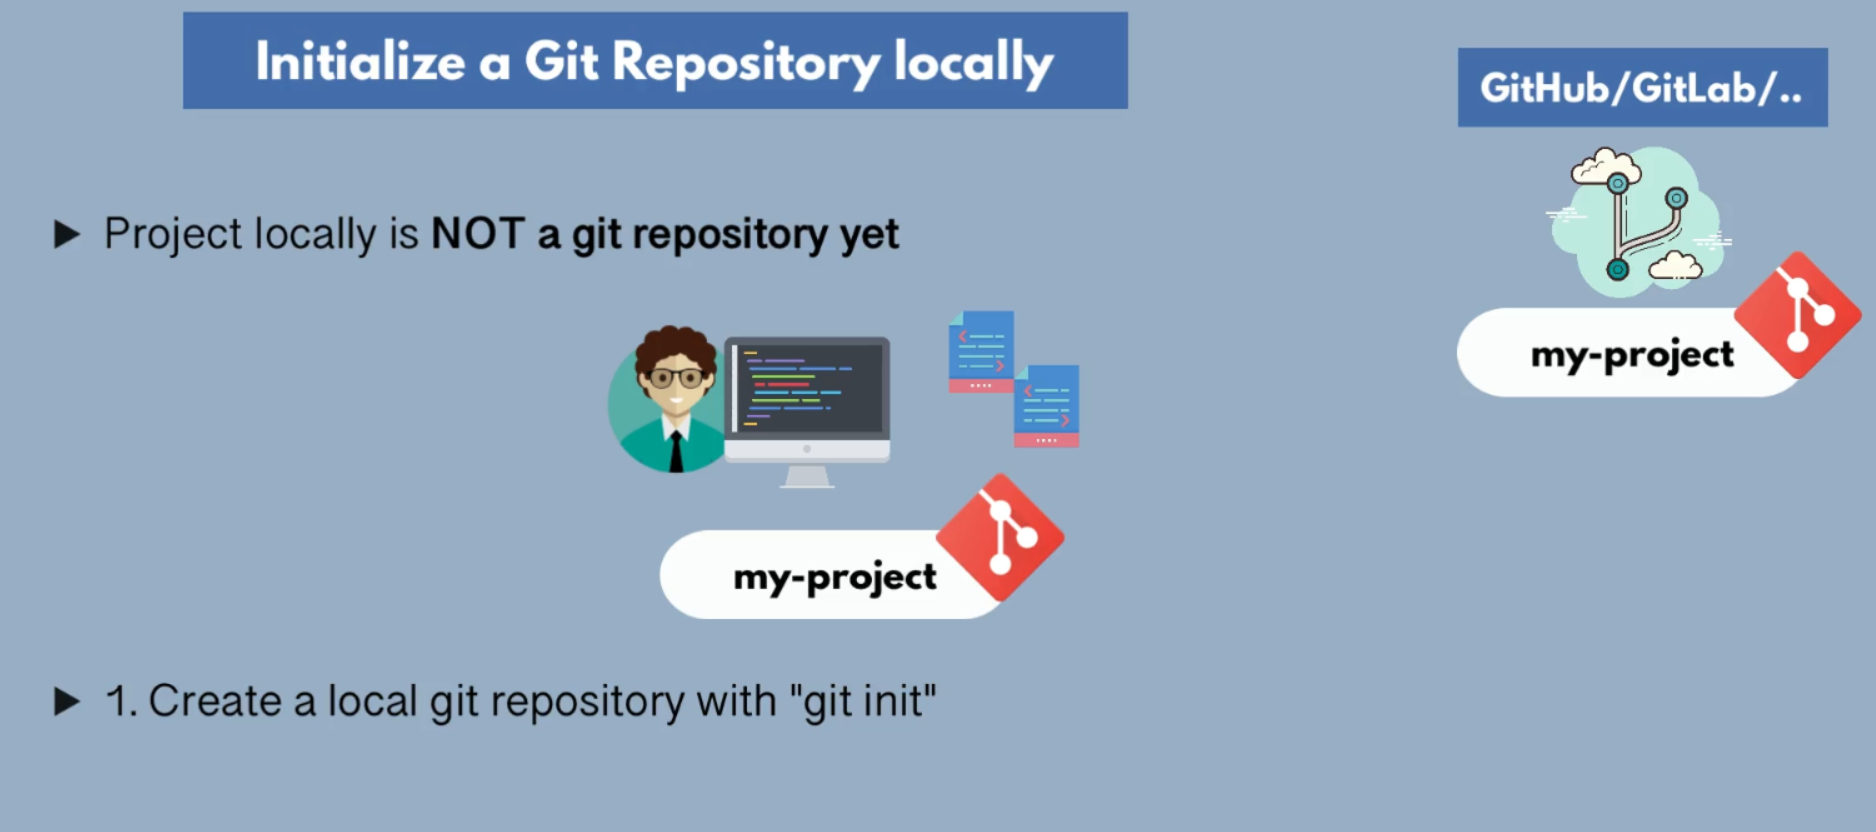 Initialize a Git Repository locally
GitHub/GitLab/..
Project locally is NOT a git repository yet
my-project
my-project
1. Create a local git repository with "git init"